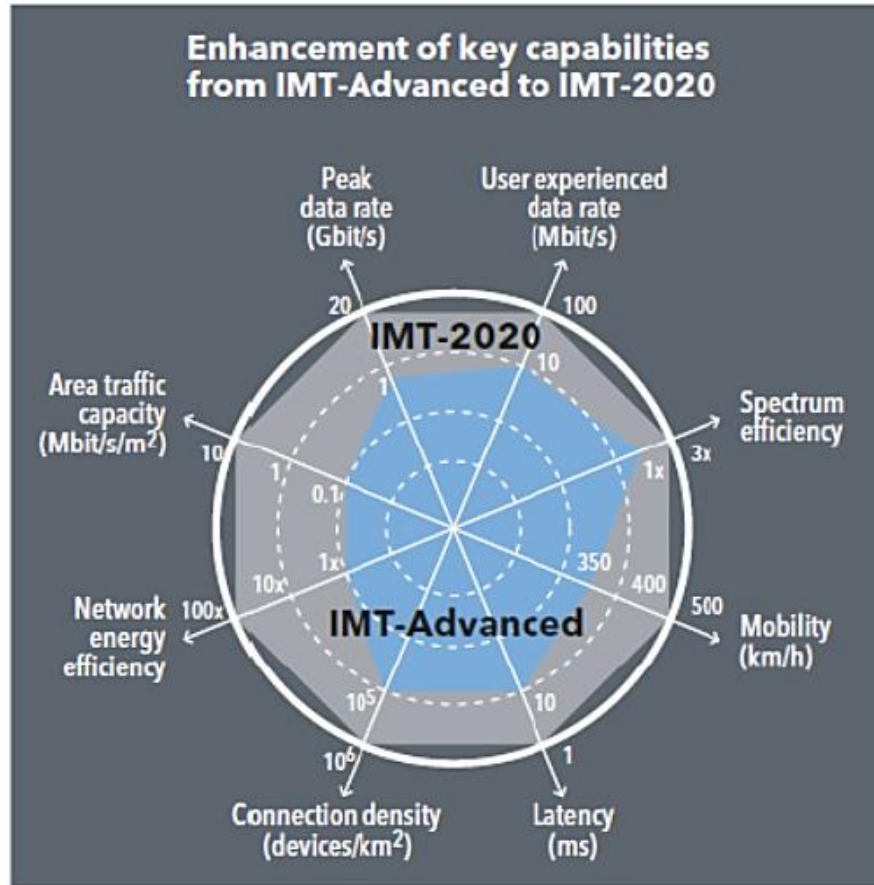 Enhancement of key capabilities
from IMT-Advanced to IMT-2020
Peak
data rate
(Gbit/s)
User experienced
data rate
(Mbit/s)
20
100
IMT-2020
1
10
Area traffic
capacity
(Mbit/s/m²)
Spectrum
efficiency
10
1
0.1
1x
3x
Network
energy
efficiency
100x
10x
1x
350
400
500
Mobility
(km/h)
IMT-Advanced
10⁵
10
10⁶
1
Connection density
(devices/km²)
Latency
(ms)